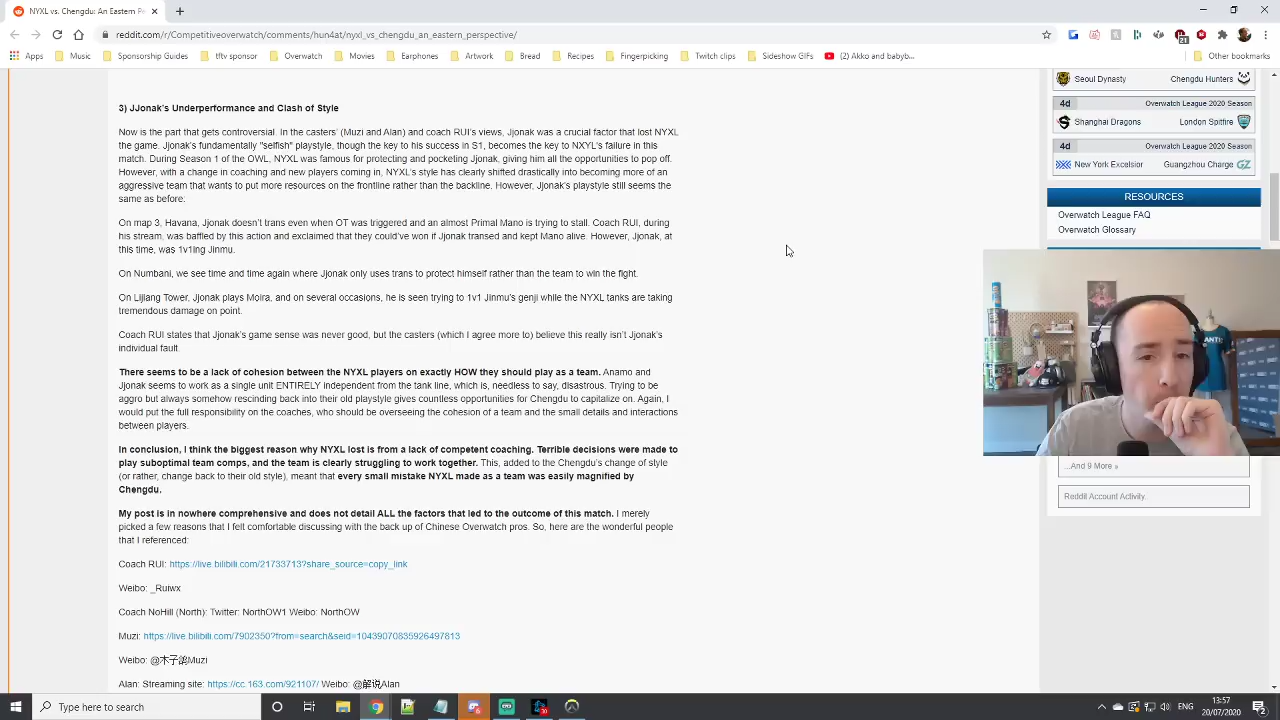 NYXL vs. Chengdu: An Eastern Pe
reddit.com/r/Competitiveoverwatch/comments/hun4at/nyxl_vs_chengdu_an_eastern_perspective/
21
Apps Music Sponsorship Guides tftv sponsor Overwatch Movies Earphones Artwork Bread Recipes Fingerpicking Twitch clips Sideshow GIFs (2) Akko and babyb... Other bookmarks
Seoul Dynasty Chengdu Hunters
4d Overwatch League 2020 Season
Shanghai Dragons London Spitfire
4d Overwatch League 2020 Season
New York Excelsior Guangzhou Charge
RESOURCES
Overwatch League FAQ
Overwatch Glossary
3) JJonak's Underperformance and Clash of Style
Now is the part that gets controversial. In the casters' (Muzi and Alan) and coach RUI's views, Jjonak was a crucial factor that lost NYXL
the game. Jjonak's fundamentally "selfish" playstyle, though the key to his success in S1, becomes the key to NXYL's failure in this
match. During Season 1 of the OWL, NYXL was famous for protecting and pocketing Jjonak, giving him all the opportunities to pop off.
However, with a change in coaching and new players coming in, NYXL's style has clearly shifted drastically into becoming more of an
aggressive team that wants to put more resources on the frontline rather than the backline. However, Jjonak's playstyle still seems the
same as before:
On map 3, Havana, Jjonak doesn't trans even when OT was triggered and an almost Primal Mano is trying to stall. Coach RUI, during
his stream, was baffled by this action and exclaimed that they could've won if Jjonak transed and kept Mano alive. However, Jjonak, at
this time, was 1v1ing Jinmu.
On Numbani, we see time and time again where Jjonak only uses trans to protect himself rather than the team to win the fight.
On Lijiang Tower, Jjonak plays Moira, and on several occasions, he is seen trying to 1v1 Jinmu's genji while the NYXL tanks are taking
tremendous damage on point.
Coach RUI states that Jjonak's game sense was never good, but the casters (which I agree more to) believe this really isn't Jjonak's
individual fault.
There seems to be a lack of cohesion between the NYXL players on exactly HOW they should play as a team. Anamo and
Jjonak seems to work as a single unit ENTIRELY independent from the tank line, which is, needless to say, disastrous. Trying to be
aggro but always somehow rescinding back into their old playstyle gives countless opportunities for Chengdu to capitalize on. Again, I
would put the full responsibility on the coaches, who should be overseeing the cohesion of a team and the small details and interactions
between players.
In conclusion, I think the biggest reason why NYXL lost is from a lack of competent coaching. Terrible decisions were made to
play suboptimal team comps, and the team is clearly struggling to work together. This, added to the Chengdu's change of style
(or rather, change back to their old style), meant that every small mistake NYXL made as a team was easily magnified by
Chengdu.
My post is in nowhere comprehensive and does not detail ALL the factors that led to the outcome of this match. I merely
picked a few reasons that I felt comfortable discussing with the back up of Chinese Overwatch pros. So, here are the wonderful people
that I referenced:
Coach RUI: https://live.bilibili.com/21733713?share_source=copy_link
Weibo: _Ruiwx
Coach NoHill (North): Twitter: NorthOW1 Weibo: NorthOW
Muzi: https://live.bilibili.com/7902350?from=search&seid=10439070835926497813
Weibo: @木子鸽Muzi
Alan: Streaming site: https://cc.163.com/921107/ Weibo: @解说Alan
ANTI
...And 9 More »
Reddit Account Activity..
Type here to search
ENG
13:57
20/07/2020